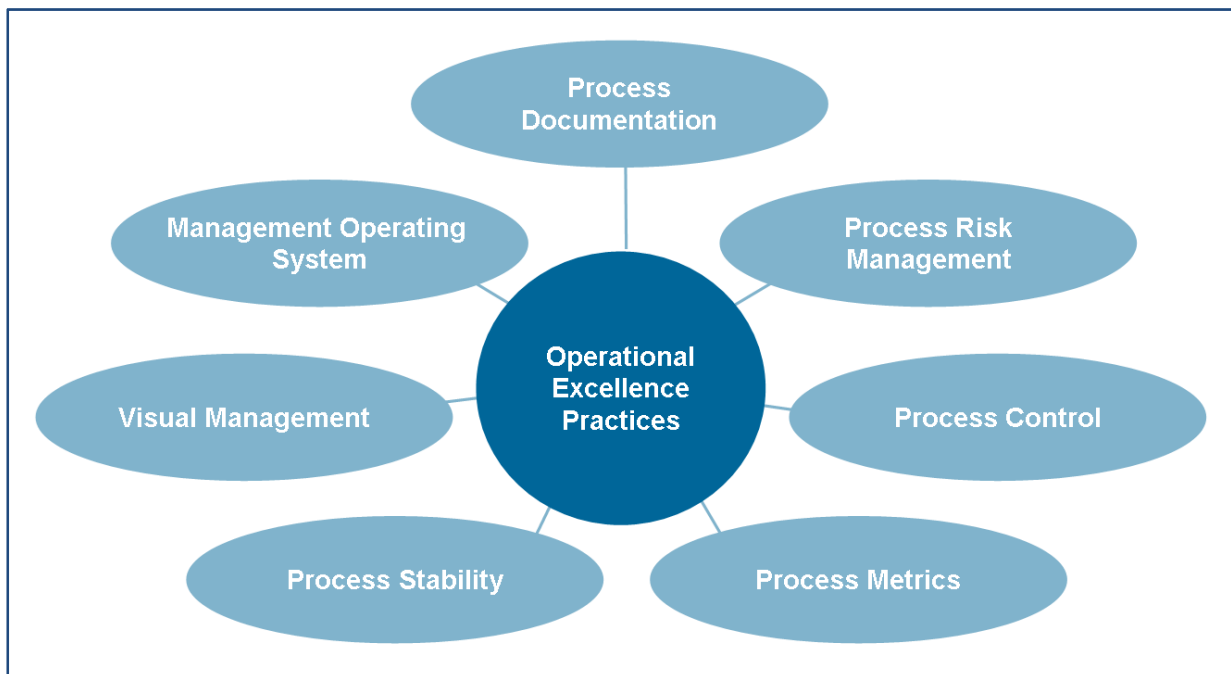 Process
Documentation
Management Operating
System
Process Risk
Management
Operational
Excellence
Practices
Visual Management
Process Control
Process Stability
Process Metrics